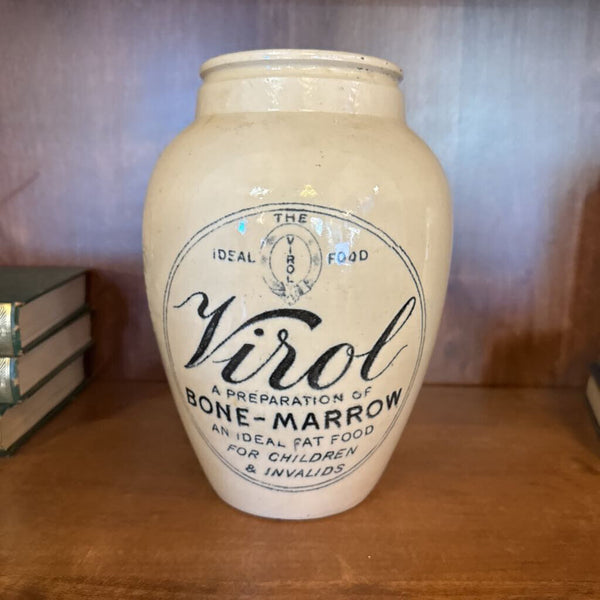 THE
IDEAL FOOD
VIROL
Virol
A PREPARATION OF
BONE-MARROW
AN IDEAL FAT FOOD
FOR CHILDREN
& INVALIDS